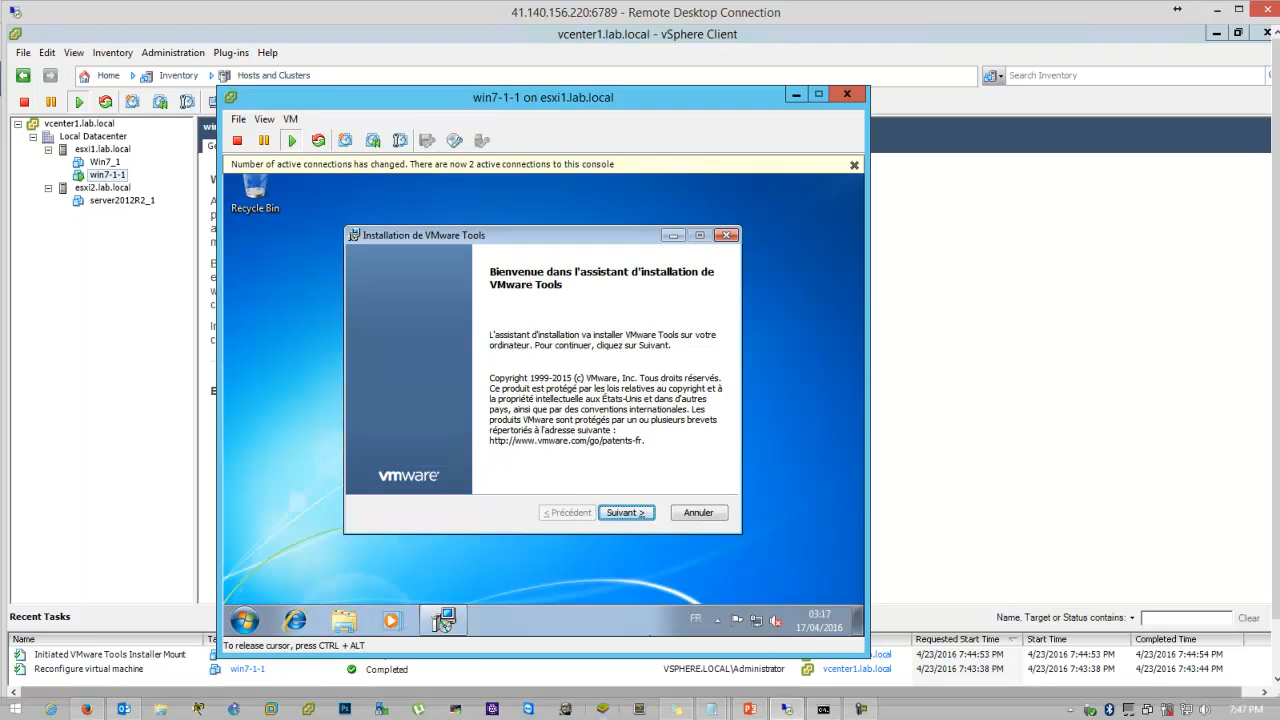 41.140.156.220:6789 - Remote Desktop Connection
vcenter1.lab.local - vSphere Client
File Edit View Inventory Administration Plug-ins Help
Home Inventory Hosts and Clusters Search Inventory
vcenter1.lab.local
Local Datacenter
esxi1.lab.local
Win7_1
win7-1-1
esxi2.lab.local
server2012R2_1
win7-1-1 on esxi1.lab.local
File View VM
Number of active connections has changed. There are now 2 active connections to this console
Recycle Bin
Installation de VMware Tools
Bienvenue dans l'assistant d'installation de
VMware Tools
L'assistant d'installation va installer VMware Tools sur votre
ordinateur. Pour continuer, cliquez sur Suivant.
Copyright 1999-2015 (c) VMware, Inc. Tous droits réservés.
Ce produit est protégé par les lois relatives au copyright et à
la propriété intellectuelle aux États-Unis et dans d'autres
pays, ainsi que par des conventions internationales. Les
produits VMware sont protégés par un ou plusieurs brevets
répertoriés à l'adresse suivante :
http://www.vmware.com/go/patents-fr.
vmware
< Précédent Suivant > Annuler
FR 03:17
17/04/2016
To release cursor, press CTRL + ALT
Recent Tasks Name, Target or Status contains: Clear
Name Requested Start Time Start Time Completed Time
Initiated VMware Tools Installer Mount 4/23/2016 7:44:53 PM 4/23/2016 7:44:53 PM 4/23/2016 7:44:54 PM
Reconfigure virtual machine win7-1-1 Completed VSPHERE.LOCAL\Administrator vcenter1.lab.local 4/23/2016 7:43:38 PM 4/23/2016 7:43:38 PM 4/23/2016 7:43:44 PM
7:47 PM